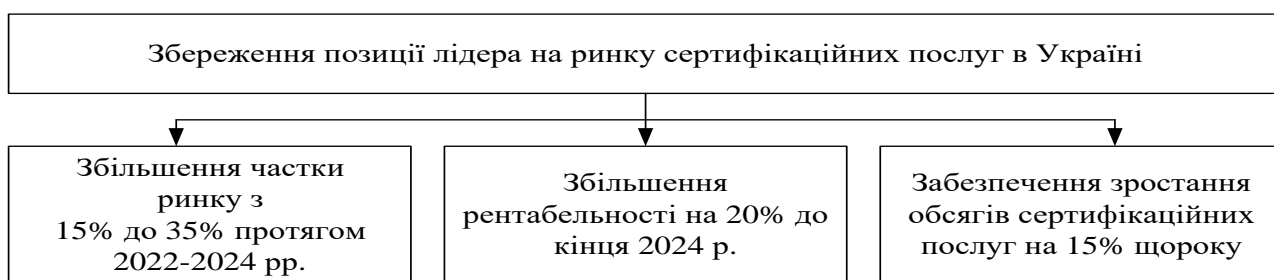 Збереження позиції лідера на ринку сертифікаційних послуг в Україні
Збільшення частки
ринку з
15% до 35% протягом
2022-2024 рр.
Збільшення
рентабельності на 20% до
кінця 2024 р.
Забезпечення зростання
обсягів сертифікаційних
послуг на 15% щороку